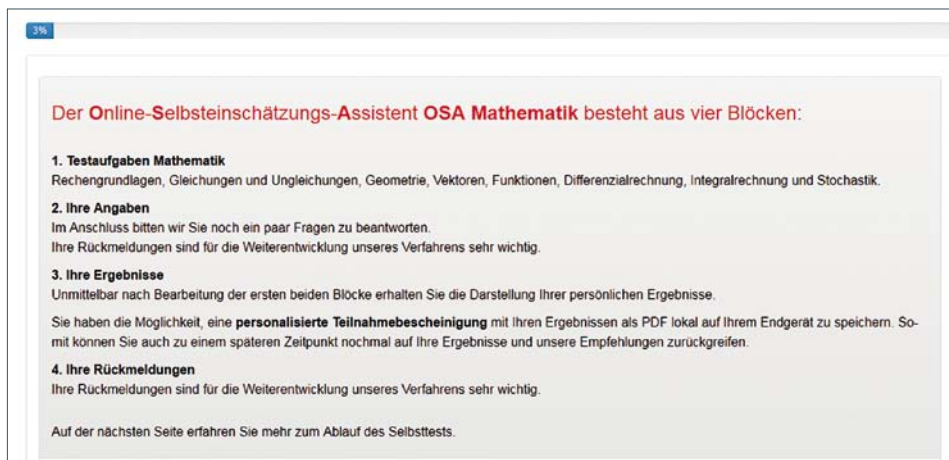 3%
Der Online-Selbsteinschätzungs-Assistent OSA Mathematik besteht aus vier Blöcken:
1. Testaufgaben Mathematik
Rechengrundlagen, Gleichungen und Ungleichungen, Geometrie, Vektoren, Funktionen, Differenzialrechnung, Integralrechnung und Stochastik.
2. Ihre Angaben
Im Anschluss bitten wir Sie noch ein paar Fragen zu beantworten.
Ihre Rückmeldungen sind für die Weiterentwicklung unseres Verfahrens sehr wichtig.
3. Ihre Ergebnisse
Unmittelbar nach Bearbeitung der ersten beiden Blöcke erhalten Sie die Darstellung Ihrer persönlichen Ergebnisse.
Sie haben die Möglichkeit, eine personalisierte Teilnahmebescheinigung mit Ihren Ergebnissen als PDF lokal auf Ihrem Endgerät zu speichern. So-
mit können Sie auch zu einem späteren Zeitpunkt nochmal auf Ihre Ergebnisse und unsere Empfehlungen zurückgreifen.
4. Ihre Rückmeldungen
Ihre Rückmeldungen sind für die Weiterentwicklung unseres Verfahrens sehr wichtig.
Auf der nächsten Seite erfahren Sie mehr zum Ablauf des Selbsttests.